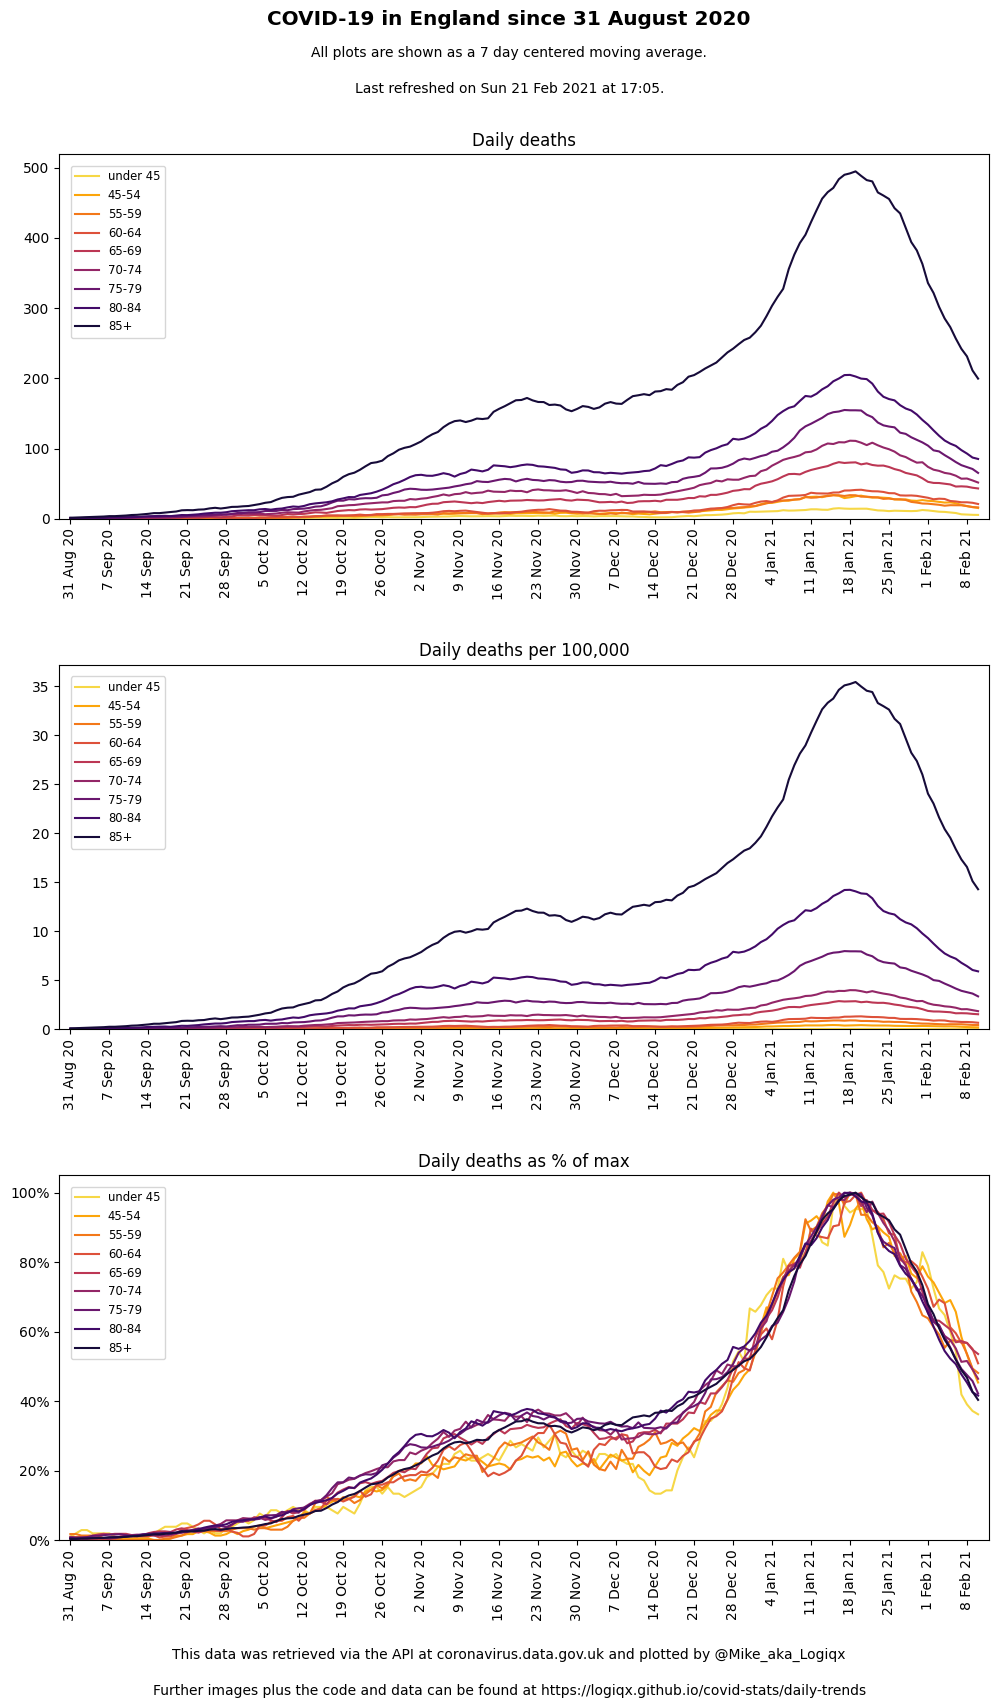 COVID-19 in England since 31 August 2020
All plots are shown as a 7 day centered moving average.
Last refreshed on Sun 21 Feb 2021 at 17:05.
Daily deaths
500
400
300
200
100
0
under 45
45-54
55-59
60-64
65-69
70-74
75-79
80-84
85+
31 Aug 20
7 Sep 20
14 Sep 20
21 Sep 20
28 Sep 20
5 Oct 20
12 Oct 20
19 Oct 20
26 Oct 20
2 Nov 20
9 Nov 20
16 Nov 20
23 Nov 20
30 Nov 20
7 Dec 20
14 Dec 20
21 Dec 20
28 Dec 20
4 Jan 21
11 Jan 21
18 Jan 21
25 Jan 21
1 Feb 21
8 Feb 21
Daily deaths per 100,000
35
30
25
20
15
10
5
0
under 45
45-54
55-59
60-64
65-69
70-74
75-79
80-84
85+
31 Aug 20
7 Sep 20
14 Sep 20
21 Sep 20
28 Sep 20
5 Oct 20
12 Oct 20
19 Oct 20
26 Oct 20
2 Nov 20
9 Nov 20
16 Nov 20
23 Nov 20
30 Nov 20
7 Dec 20
14 Dec 20
21 Dec 20
28 Dec 20
4 Jan 21
11 Jan 21
18 Jan 21
25 Jan 21
1 Feb 21
8 Feb 21
Daily deaths as % of max
100%
80%
60%
40%
20%
0%
under 45
45-54
55-59
60-64
65-69
70-74
75-79
80-84
85+
31 Aug 20
7 Sep 20
14 Sep 20
21 Sep 20
28 Sep 20
5 Oct 20
12 Oct 20
19 Oct 20
26 Oct 20
2 Nov 20
9 Nov 20
16 Nov 20
23 Nov 20
30 Nov 20
7 Dec 20
14 Dec 20
21 Dec 20
28 Dec 20
4 Jan 21
11 Jan 21
18 Jan 21
25 Jan 21
1 Feb 21
8 Feb 21
This data was retrieved via the API at coronavirus.data.gov.uk and plotted by @Mike_aka_Logiqx
Further images plus the code and data can be found at https://logiqx.github.io/covid-stats/daily-trends